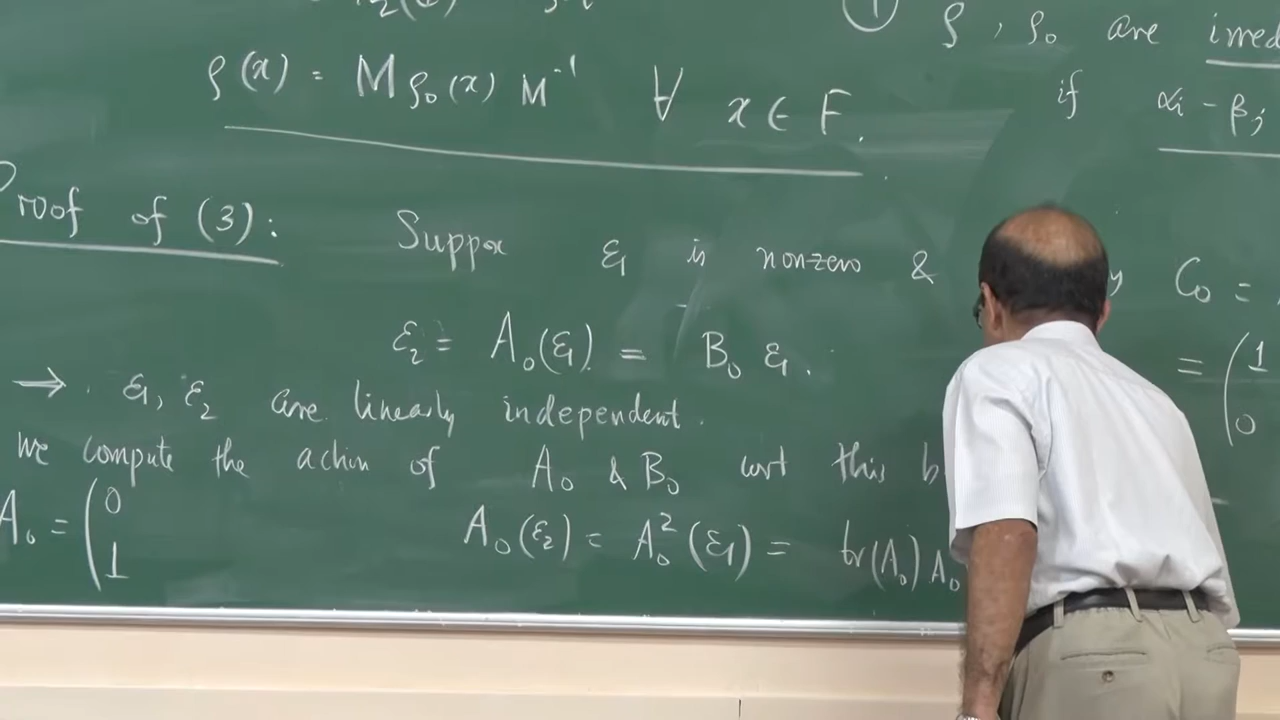 ① ρ, ρ₀ are irred
ρ(x) = M ρ₀(x) M⁻¹ ∀ x ∈ F.
if αᵢ - βⱼ
Proof of (3): Suppose ε₁ is nonzero &
C₀ =
ε₂ = A₀(ε₁) = B₀ ε₁.
= (1
0
→ . ε₁, ε₂ are linearly independent.
We compute the action of A₀ & B₀ wrt this b
A₀ = (0
1
A₀(ε₂) = A₀²(ε₁) = tr(A₀) A₀